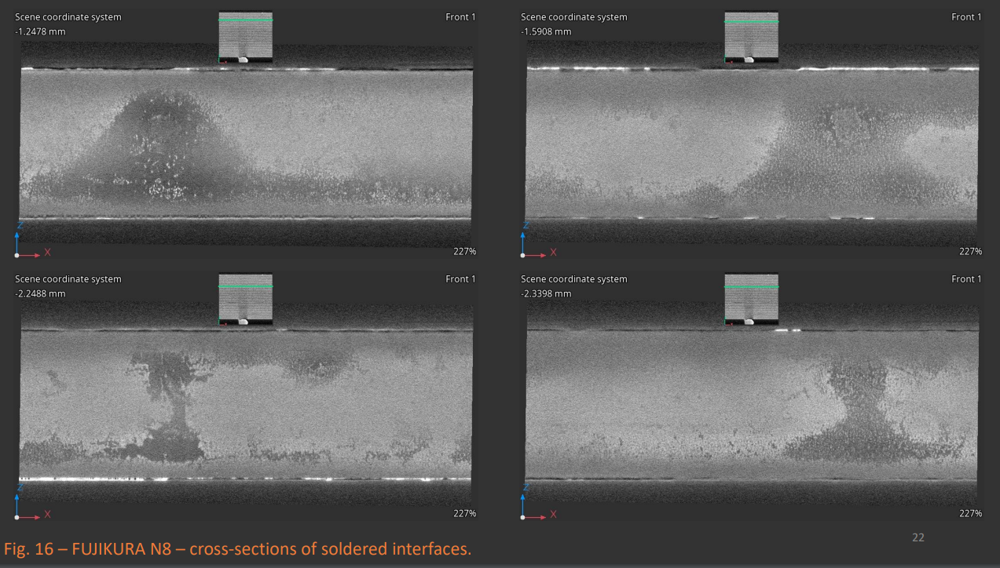 Scene coordinate system
-1.2478 mm
Front 1
Z
X
227%
Scene coordinate system
-1.5908 mm
Front 1
Z
X
227%
Scene coordinate system
-2.2488 mm
Front 1
Z
X
227%
Scene coordinate system
-2.3398 mm
Front 1
Z
X
227%
Fig. 16 – FUJIKURA N8 – cross-sections of soldered interfaces.
22